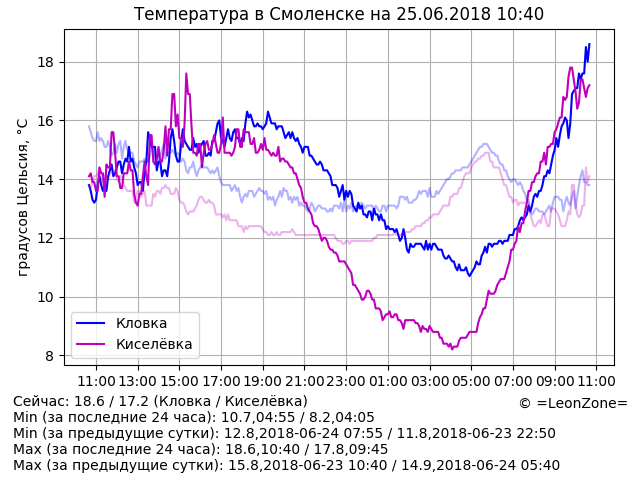 Температура в Смоленске на 25.06.2018 10:40
градусов Цельсия, °C
18
16
14
12
10
8
Кловка
Киселёвка
11:00 13:00 15:00 17:00 19:00 21:00 23:00 01:00 03:00 05:00 07:00 09:00 11:00
Сейчас: 18.6 / 17.2 (Кловка / Киселёвка)
© =LeonZone=
Min (за последние 24 часа): 10.7,04:55 / 8.2,04:05
Min (за предыдущие сутки): 12.8,2018-06-24 07:55 / 11.8,2018-06-23 22:50
Max (за последние 24 часа): 18.6,10:40 / 17.8,09:45
Max (за предыдущие сутки): 15.8,2018-06-23 10:40 / 14.9,2018-06-24 05:40